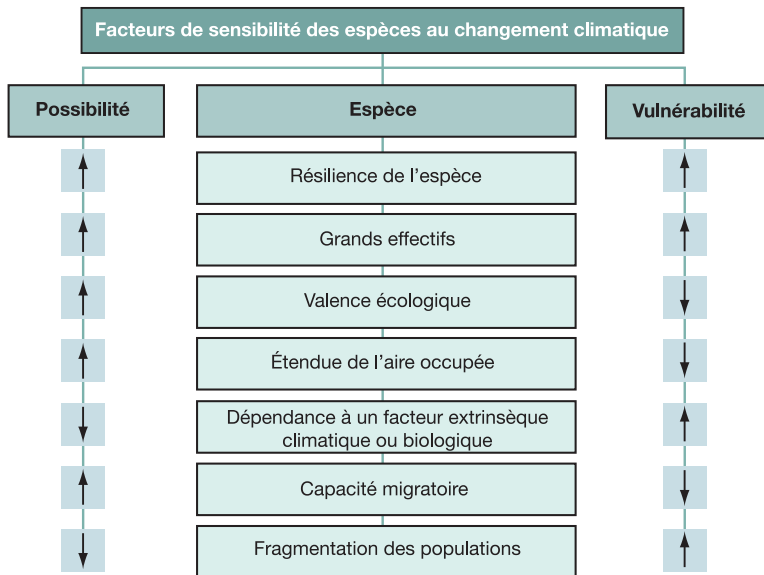 Facteurs de sensibilité des espèces au changement climatique
Possibilité
Espèce
Vulnérabilité
Résilience de l'espèce
Grands effectifs
Valence écologique
Étendue de l'aire occupée
Dépendance à un facteur extrinsèque
climatique ou biologique
Capacité migratoire
Fragmentation des populations